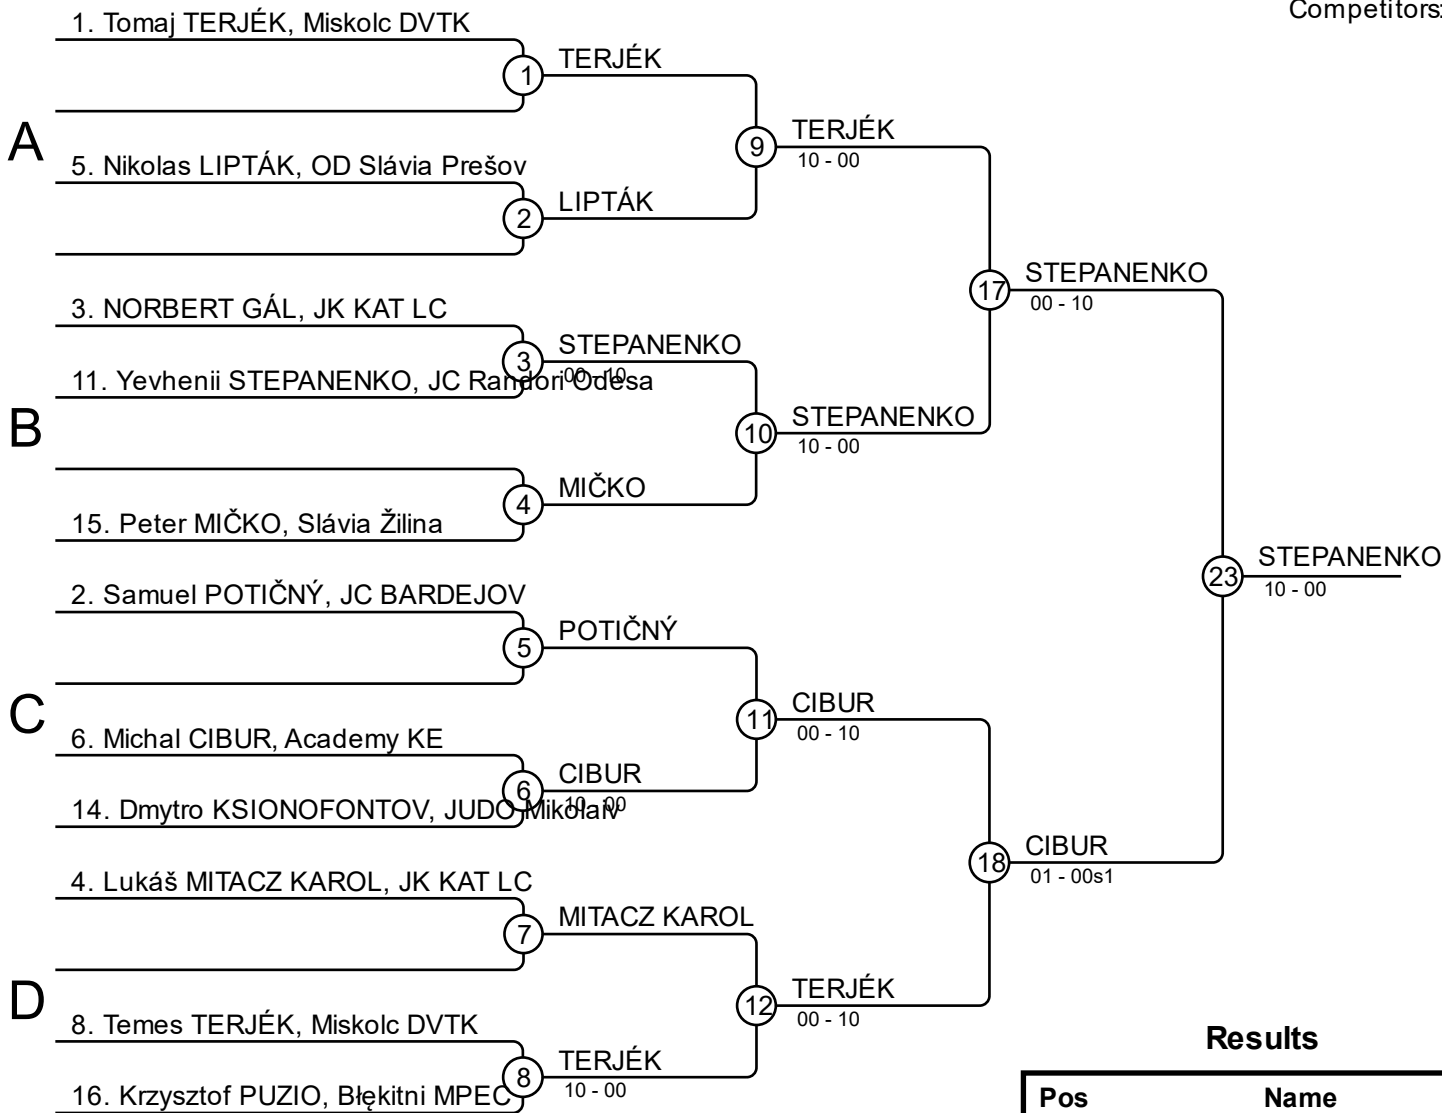 Competitors:
1. Tomaj TERJÉK, Miskolc DVTK
1
TERJÉK
A
9
TERJÉK
10 - 00
5. Nikolas LIPTÁK, OD Slávia Prešov
2
LIPTÁK
17
STEPANENKO
00 - 10
3. NORBERT GÁL, JK KAT LC
3
STEPANENKO
00 - 10
11. Yevhenii STEPANENKO, JC Randori Odesa
B
10
STEPANENKO
10 - 00
4
MIČKO
15. Peter MIČKO, Slávia Žilina
23
STEPANENKO
10 - 00
2. Samuel POTIČNÝ, JC BARDEJOV
5
POTIČNÝ
C
11
CIBUR
00 - 10
6. Michal CIBUR, Academy KE
6
CIBUR
10 - 00
14. Dmytro KSIONOFONTOV, JUDO Mikolaiv
18
CIBUR
01 - 00s1
4. Lukáš MITACZ KAROL, JK KAT LC
7
MITACZ KAROL
D
12
TERJÉK
00 - 10
8. Temes TERJÉK, Miskolc DVTK
8
TERJÉK
10 - 00
16. Krzysztof PUZIO, Błękitni MPEC
Results
Pos Name